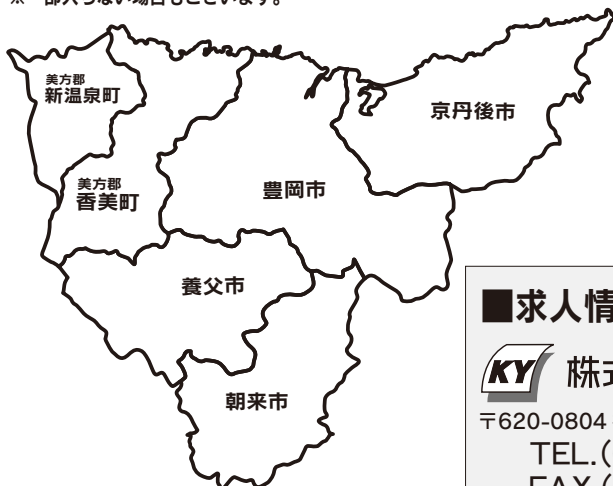 美方郡
新温泉町
京丹後市
美方郡
香美町
豊岡市
養父市
朝来市
■求人情
KY 株式
〒620-0804
TEL.(
FAX.(